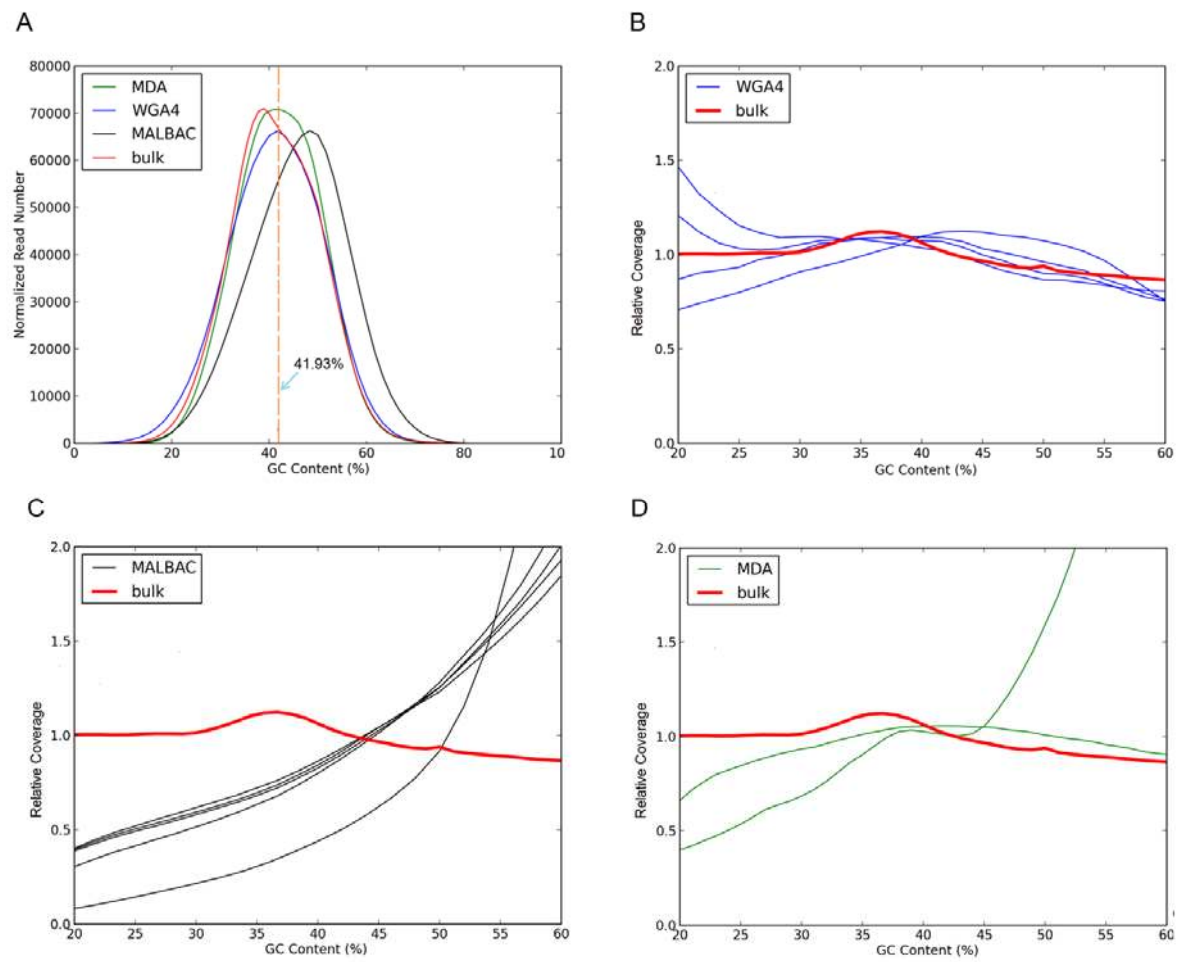 A
80000
70000
60000
50000
40000
30000
20000
10000
0
Normalized Read Number
MDA
WGA4
MALBAC
bulk
41.93%
0 20 40 60 80 100
GC Content (%)
B
2.0
1.5
1.0
0.5
0.0
Relative Coverage
WGA4
bulk
20 25 30 35 40 45 50 55 60
GC Content (%)
C
2.0
1.5
1.0
0.5
0.0
Relative Coverage
MALBAC
bulk
20 25 30 35 40 45 50 55 60
GC Content (%)
D
2.0
1.5
1.0
0.5
0.0
Relative Coverage
MDA
bulk
20 25 30 35 40 45 50 55 60
GC Content (%)